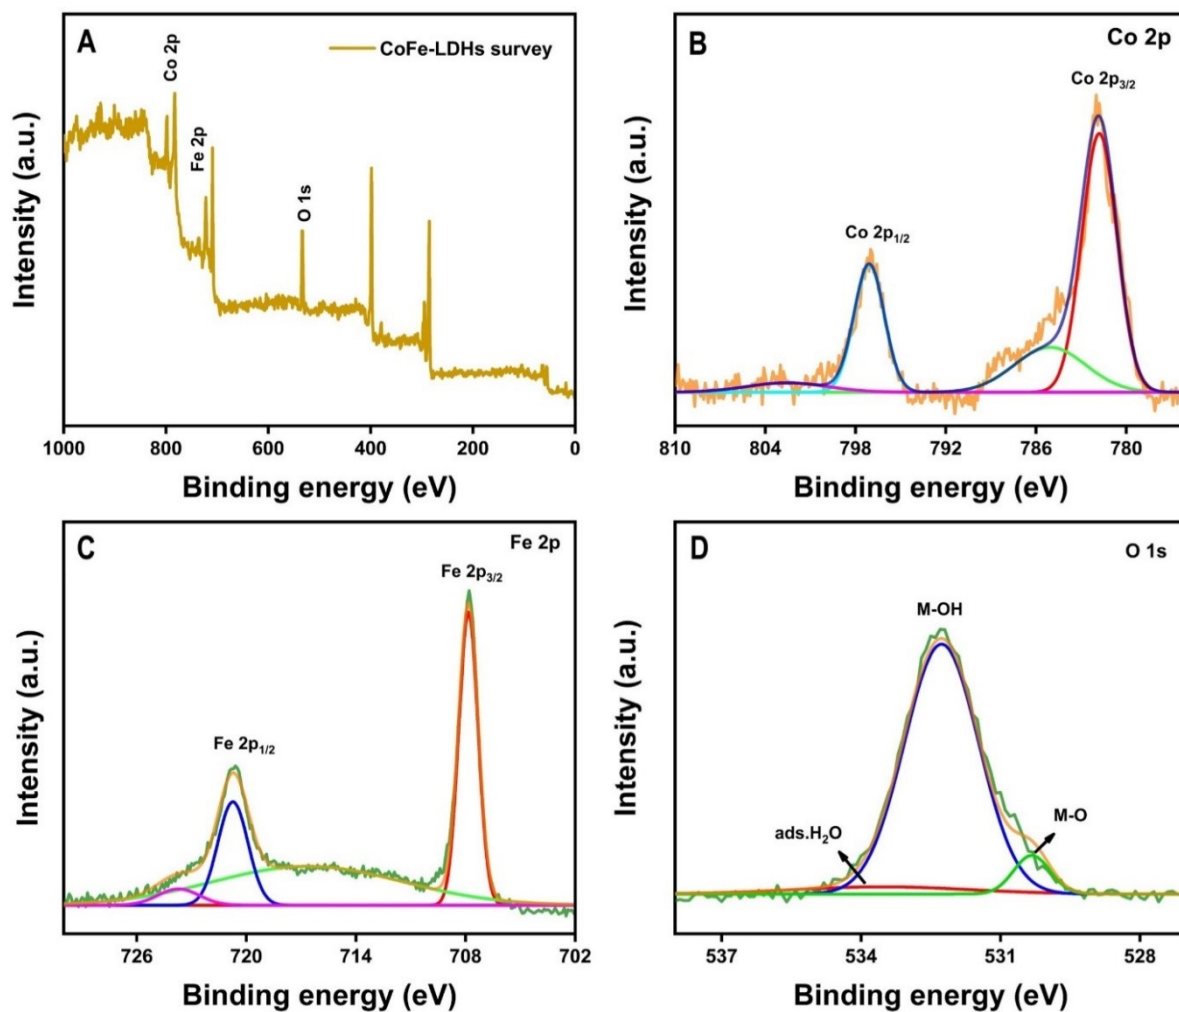 A
CoFe-LDHs survey
Co 2p
Fe 2p
O 1s
Intensity (a.u.)
1000 800 600 400 200 0
Binding energy (eV)
B
Co 2p
Co 2p3/2
Co 2p1/2
Intensity (a.u.)
810 804 798 792 786 780
Binding energy (eV)
C
Fe 2p
Fe 2p3/2
Fe 2p1/2
Intensity (a.u.)
726 720 714 708 702
Binding energy (eV)
D
O 1s
M-OH
M-O
ads.H2O
Intensity (a.u.)
537 534 531 528
Binding energy (eV)